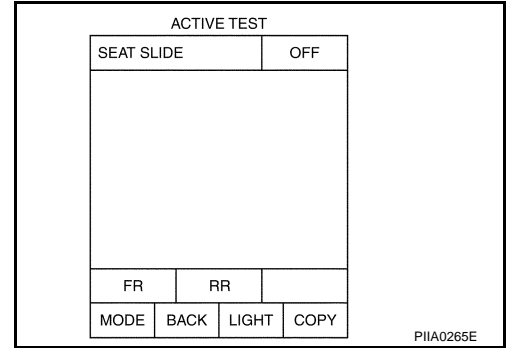 ACTIVE TEST
SEAT SLIDE OFF
FR RR
MODE BACK LIGHT COPY
PIIA0265E